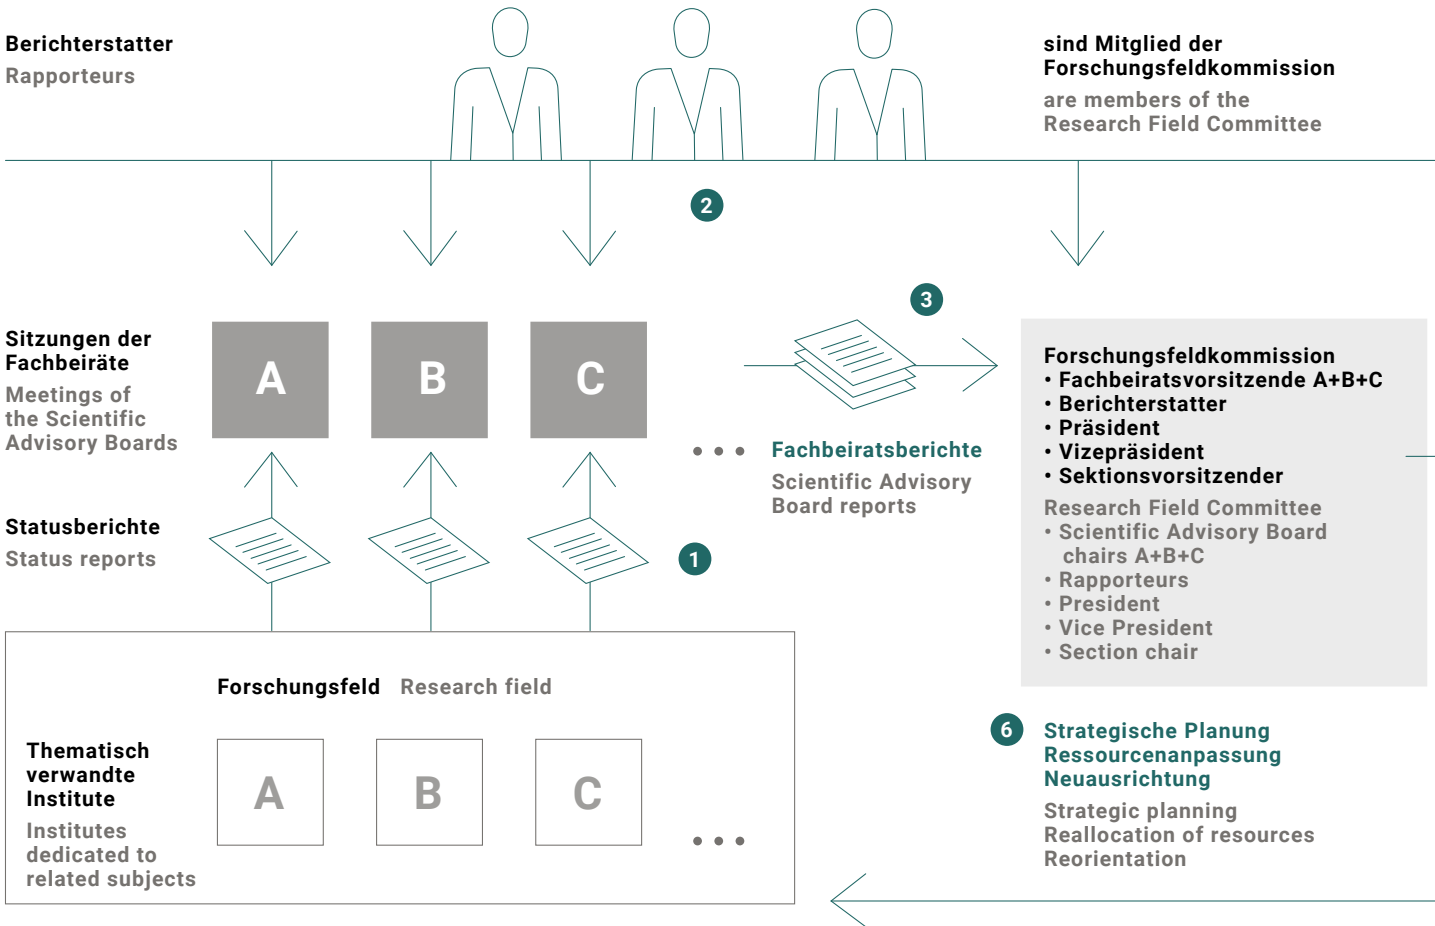 Berichterstatter
Rapporteurs
sind Mitglied der
Forschungsfeldkommission
are members of the
Research Field Committee
2
3
Sitzungen der
Fachbeiräte
Meetings of
the Scientific
Advisory Boards
A
B
C
Fachbeiratsberichte
Scientific Advisory
Board reports
Forschungsfeldkommission
• Fachbeiratsvorsitzende A+B+C
• Berichterstatter
• Präsident
• Vizepräsident
• Sektionsvorsitzender
Research Field Committee
• Scientific Advisory Board
chairs A+B+C
• Rapporteurs
• President
• Vice President
• Section chair
Statusberichte
Status reports
1
Forschungsfeld Research field
Thematisch
verwandte
Institute
Institutes
dedicated to
related subjects
A
B
C
6
Strategische Planung
Ressourcenanpassung
Neuausrichtung
Strategic planning
Reallocation of resources
Reorientation